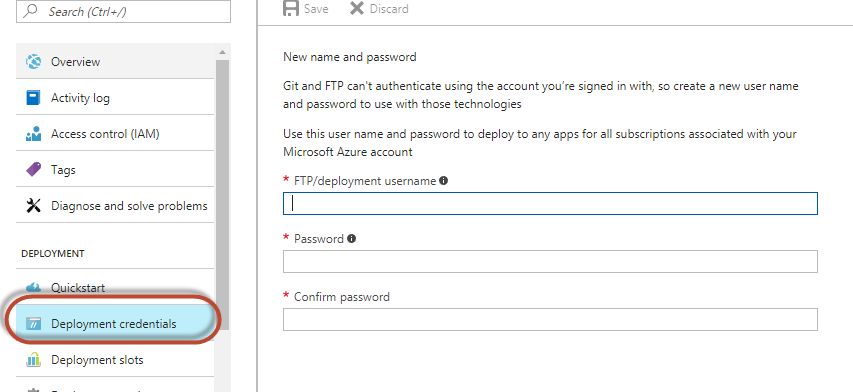 Search (Ctrl+/)
Save
Discard
Overview
Activity log
Access control (IAM)
Tags
Diagnose and solve problems
DEPLOYMENT
Quickstart
Deployment credentials
Deployment slots
New name and password
Git and FTP can't authenticate using the account you're signed in with, so create a new user name
and password to use with those technologies
Use this user name and password to deploy to any apps for all subscriptions associated with your
Microsoft Azure account
* FTP/deployment username
* Password
* Confirm password